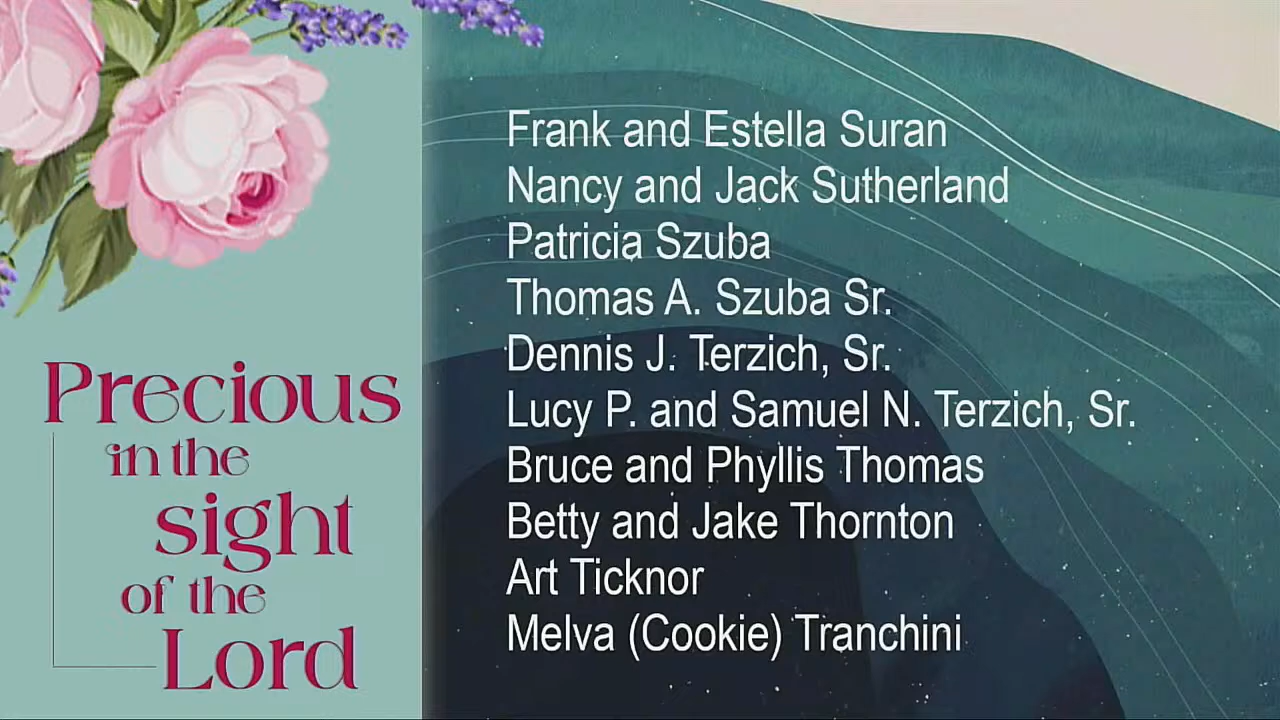 Precious
in the
sight
of the
Lord
Frank and Estella Suran
Nancy and Jack Sutherland
Patricia Szuba
Thomas A. Szuba Sr.
Dennis J. Terzich, Sr.
Lucy P. and Samuel N. Terzich, Sr.
Bruce and Phyllis Thomas
Betty and Jake Thornton
Art Ticknor
Melva (Cookie) Tranchini